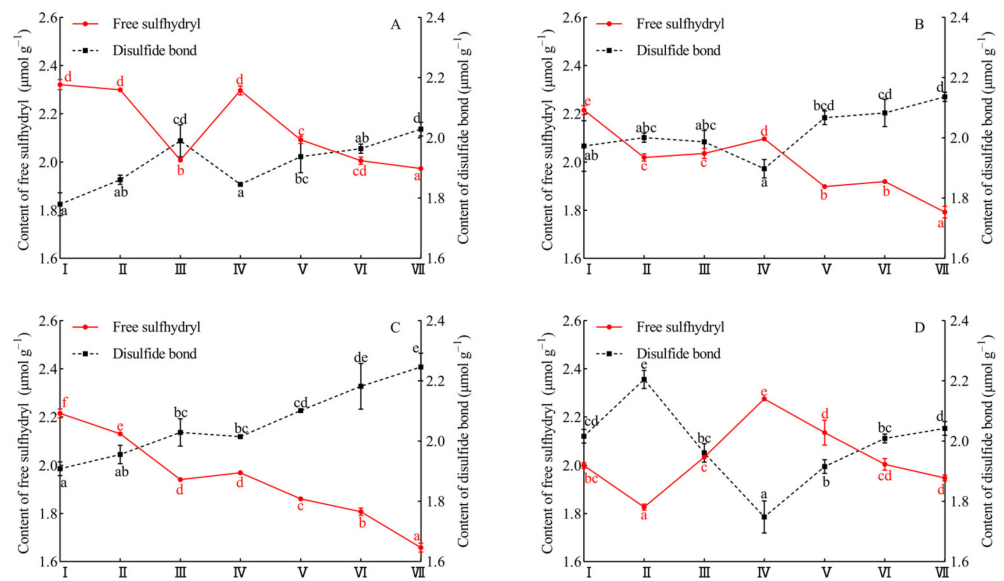 Free sulfhydryl
Disulfide bond
A
Content of free sulfhydryl (μmol g⁻¹)
Content of disulfide bond (μmol g⁻¹)
2.6
2.4
2.2
2.0
1.8
1.6
2.4
2.2
2.0
1.8
1.6
d d b d c cd a
a ab cd a bc ab d
I II III IV V VI VII
Free sulfhydryl
Disulfide bond
B
Content of free sulfhydryl (μmol g⁻¹)
Content of disulfide bond (μmol g⁻¹)
2.6
2.4
2.2
2.0
1.8
1.6
2.4
2.2
2.0
1.8
1.6
e c c d b b a
ab abc abc a bcd cd d
I II III IV V VI VII
Free sulfhydryl
Disulfide bond
C
Content of free sulfhydryl (μmol g⁻¹)
Content of disulfide bond (μmol g⁻¹)
2.6
2.4
2.2
2.0
1.8
1.6
2.4
2.2
2.0
1.8
1.6
f e d d c b a
a ab bc bc cd de e
I II III IV V VI VII
Free sulfhydryl
Disulfide bond
D
Content of free sulfhydryl (μmol g⁻¹)
Content of disulfide bond (μmol g⁻¹)
2.6
2.4
2.2
2.0
1.8
1.6
2.4
2.2
2.0
1.8
1.6
bc a c e d cd d
cd e bc a b bc d
I II III IV V VI VII